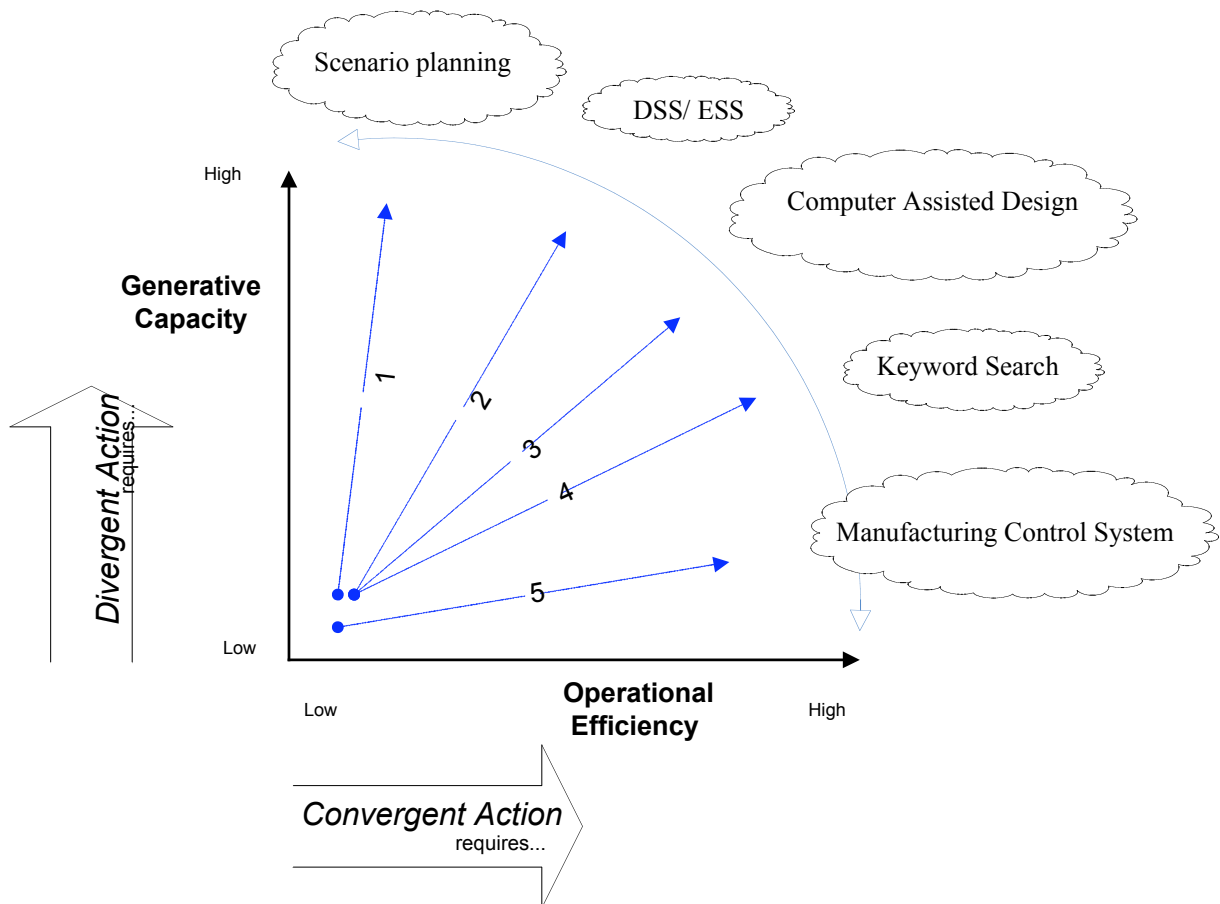 Scenario planning
DSS/ ESS
Computer Assisted Design
Keyword Search
Manufacturing Control System
High
Generative
Capacity
1
2
3
4
5
Divergent Action
requires...
Low
Low
Operational
Efficiency
High
Convergent Action
requires...